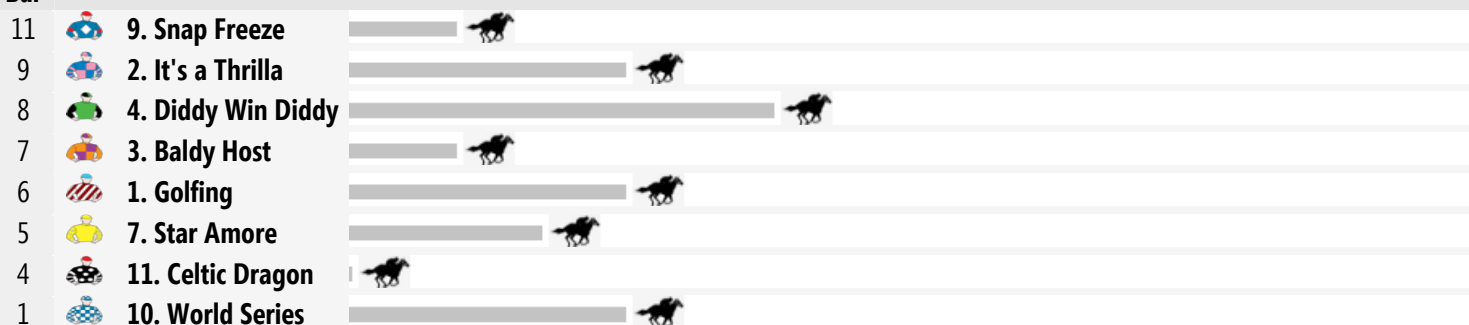 Bar
11 9. Snap Freeze
9 2. It's a Thrilla
8 4. Diddy Win Diddy
7 3. Baldy Host
6 1. Golfing
5 7. Star Amore
4 11. Celtic Dragon
1 10. World Series